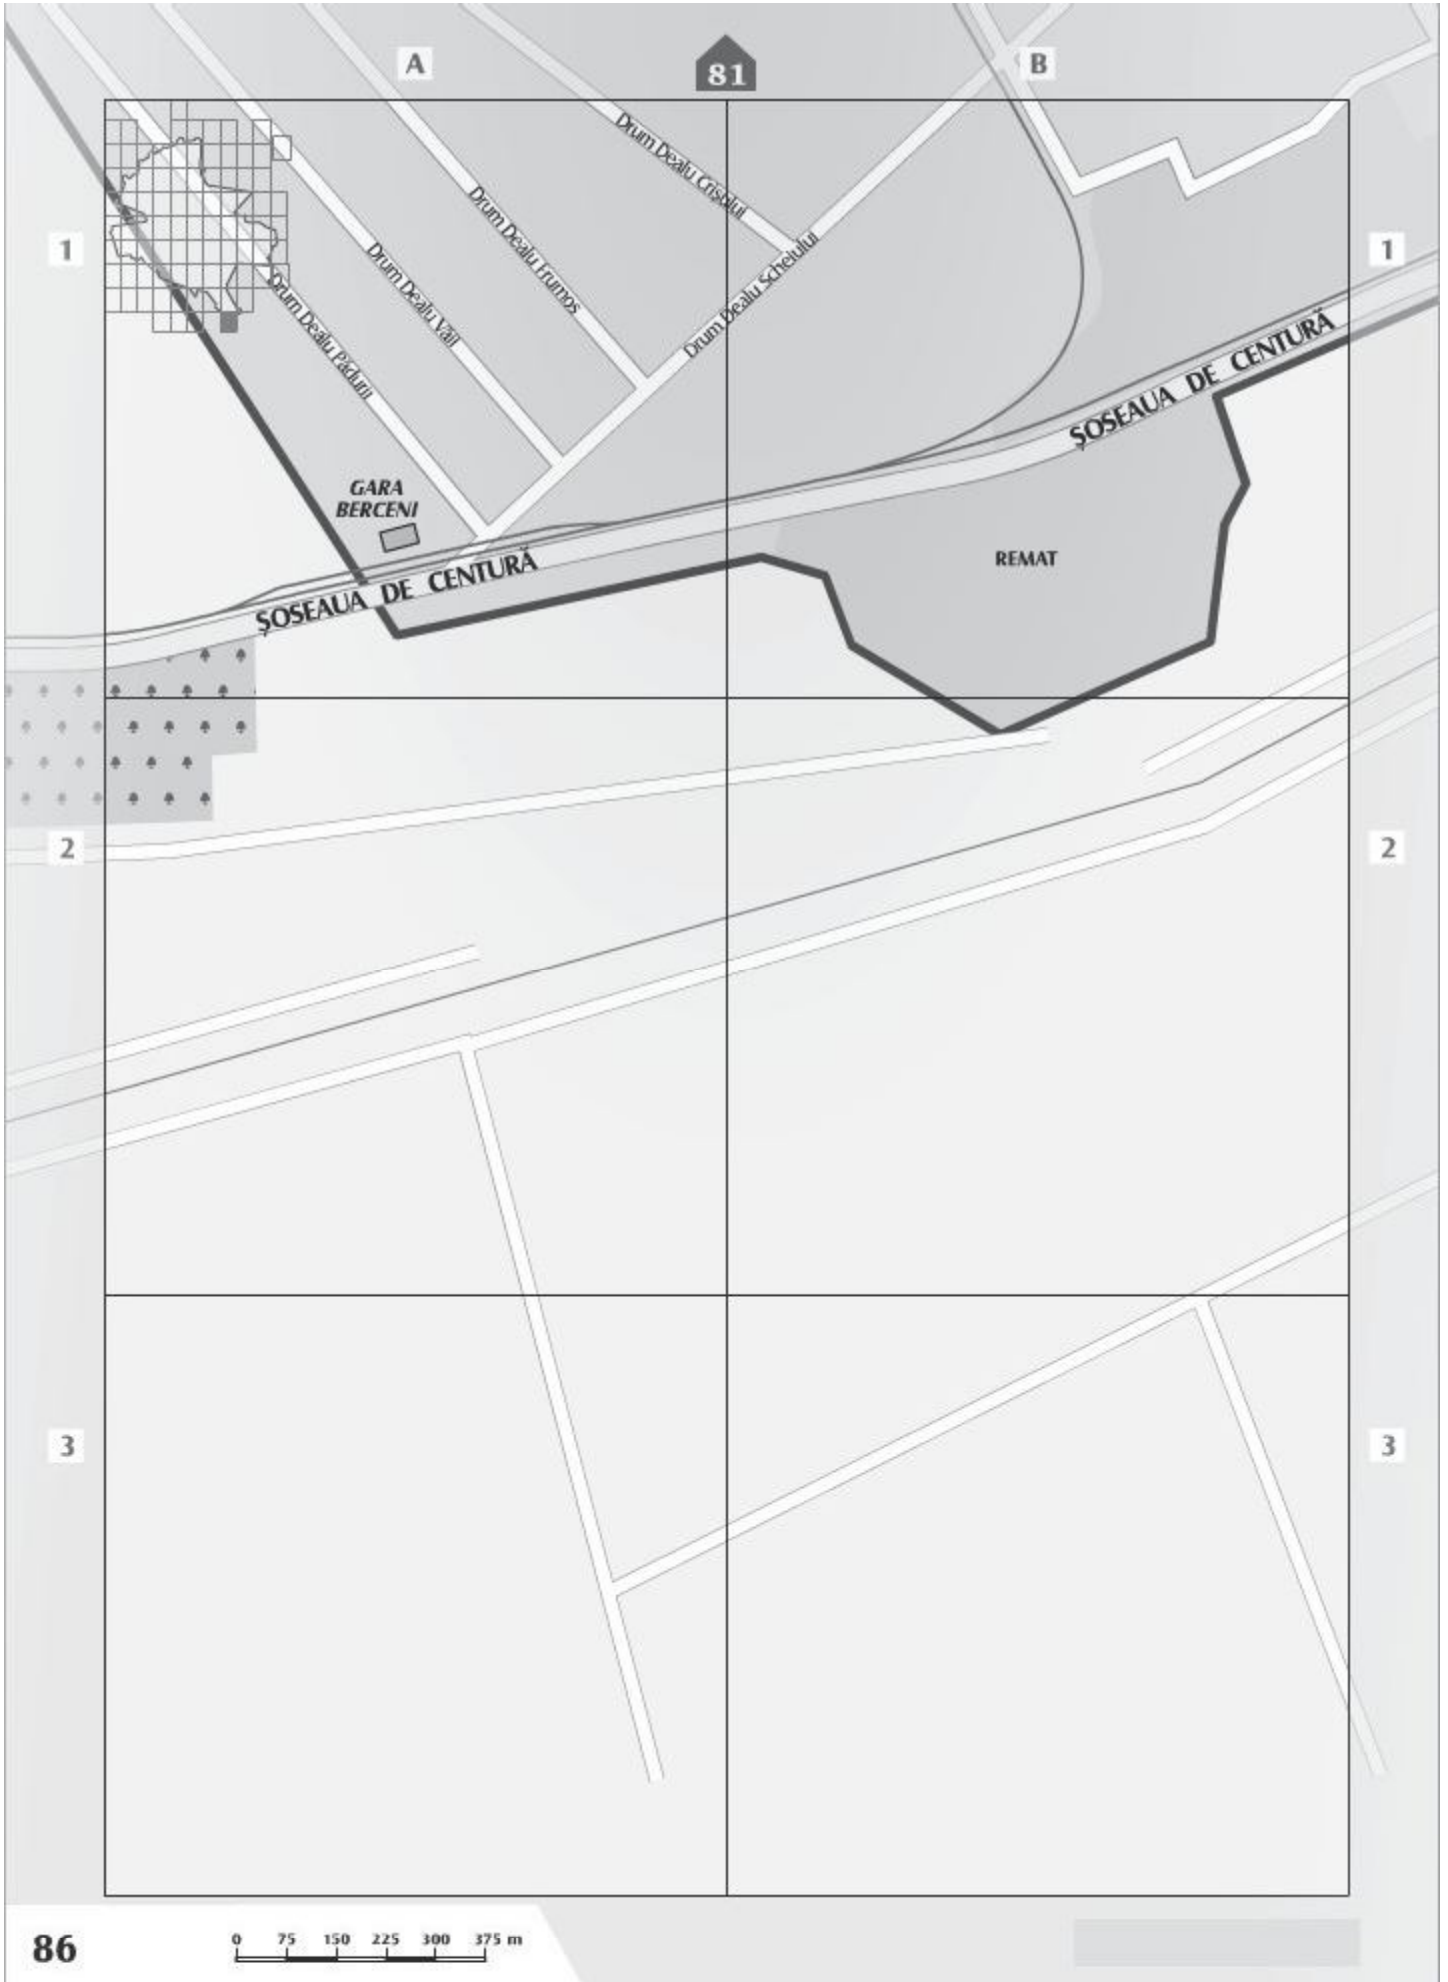 A
81
B
Drum Dealu Crișului
Drum Dealu Frumos
1
Drum Dealu Văii
Drum Dealu Scheiului
1
Drum Dealu Pădurii
ŞOSEAUA DE CENTURĂ
GARA
BERCENI
REMAT
ŞOSEAUA DE CENTURĂ
2
2
3
3
86
0 75 150 225 300 375 m